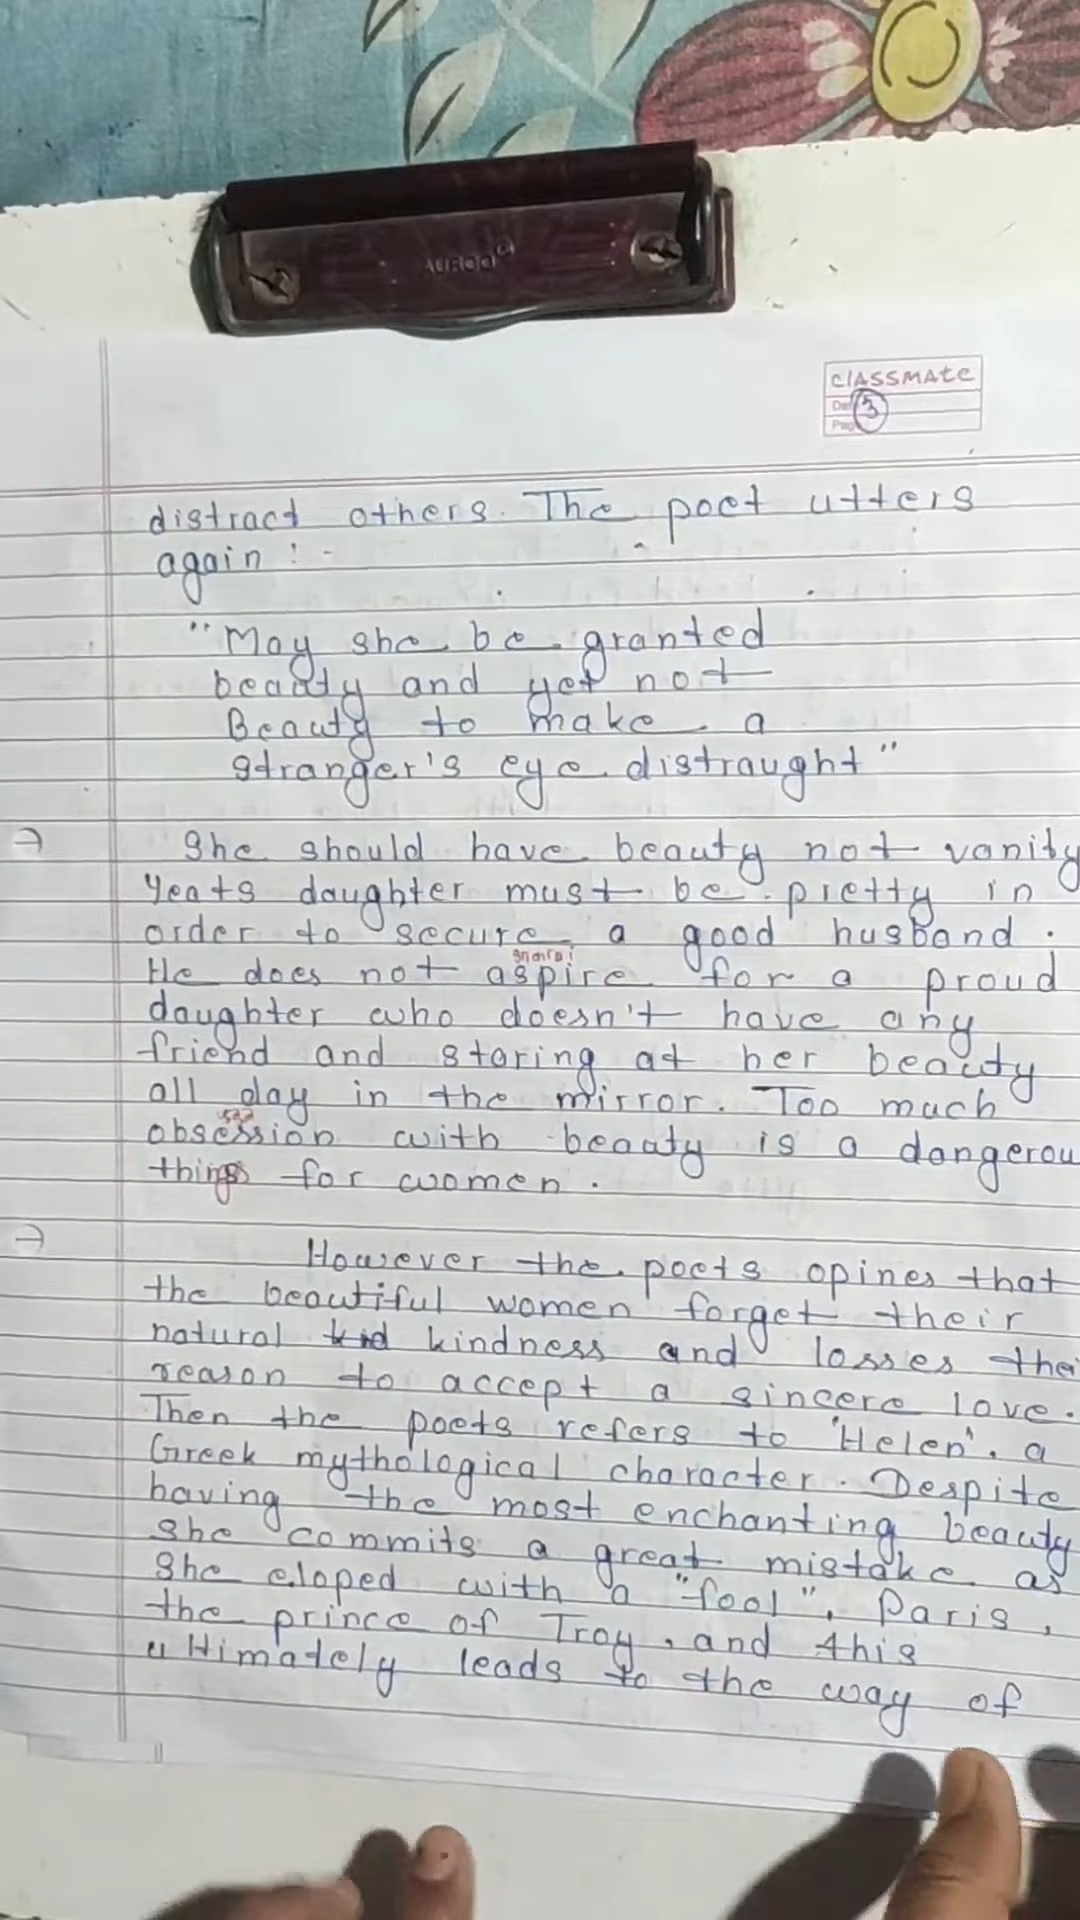 AUROO
CLASSMATE
3
distract others. The poet utters
again :-
"May she be granted
beauty and yet not
Beauty to make a
stranger's eye distraught"
→ She should have beauty not vanity
Yeats daughter must be pretty in
order to secure a good husband.
He does not aspire for a proud
daughter who doesn't have any
friend and staring at her beauty
all day in the mirror. Too much
obsession with beauty is a dangerou
things for women.
→ However the poets opines that
the beautiful women forget their
natural kindness and losses thei
reason to accept a sincere love.
Then the poets refers to 'Helen', a
Greek mythological character. Despite
having the most enchanting beauty
she commits a great mistake as
she eloped with a "fool", Paris,
the prince of Troy, and this
ultimately leads to the way of